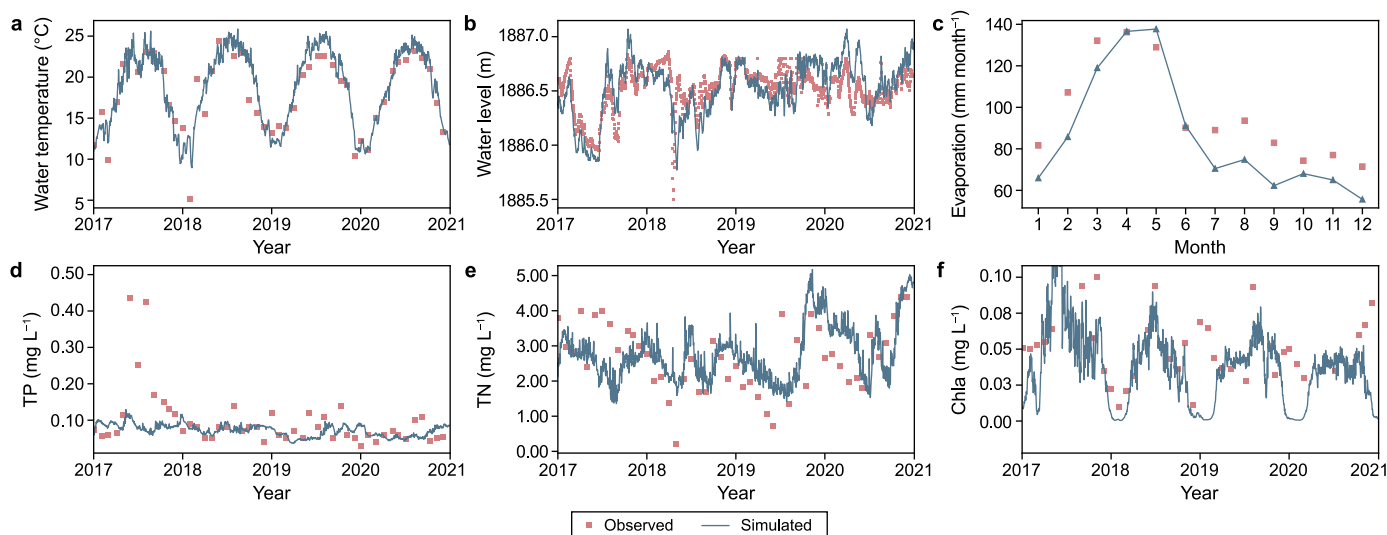 a
Water temperature (°C)
25
20
15
10
5
2017 2018 2019 2020 2021
Year
b
Water level (m)
1887.0
1886.5
1886.0
1885.5
2017 2018 2019 2020 2021
Year
c
Evaporation (mm month⁻¹)
140
120
100
80
60
1 2 3 4 5 6 7 8 9 10 11 12
Month
d
TP (mg L⁻¹)
0.50
0.40
0.30
0.20
0.10
2017 2018 2019 2020 2021
Year
e
TN (mg L⁻¹)
5.00
4.00
3.00
2.00
1.00
0.00
2017 2018 2019 2020 2021
Year
f
Chla (mg L⁻¹)
0.10
0.08
0.05
0.03
0.00
2017 2018 2019 2020 2021
Year
Observed Simulated